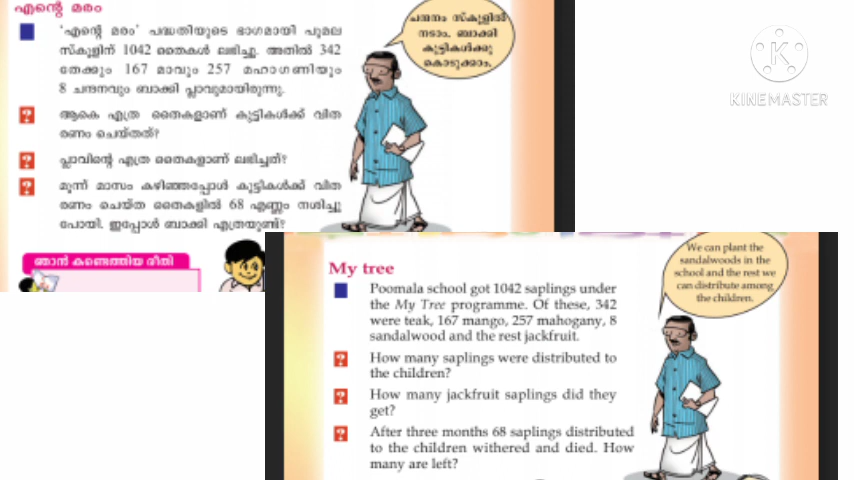 എന്റെ മരം
'എന്റെ മരം' പദ്ധതിയുടെ ഭാഗമായി പൂമല
സ്കൂളിന് 1042 തൈകൾ ലഭിച്ചു. അതിൽ 342
തേക്കും 167 മാവും 257 മഹാഗണിയും
8 ചന്ദനവും ബാക്കി പ്ലാവുമായിരുന്നു.
ആകെ എത്ര തൈകളാണ് കുട്ടികൾക്ക് വിത
രണം ചെയ്തത്?
പ്ലാവിന്റെ എത്ര തൈകളാണ് ലഭിച്ചത്?
മൂന്ന് മാസം കഴിഞ്ഞപ്പോൾ കുട്ടികൾക്ക് വിത
രണം ചെയ്ത തൈകളിൽ 68 എണ്ണം നശിച്ചു
പോയി. ഇപ്പോൾ ബാക്കി എത്രയുണ്ട്?
ഞാൻ കണ്ടെത്തിയ രീതി
ചന്ദനം സ്കൂളിൽ
നടാം. ബാക്കി
കുട്ടികൾക്കു
കൊടുക്കാം.
KINEMASTER
My tree
Poomala school got 1042 saplings under
the My Tree programme. Of these, 342
were teak, 167 mango, 257 mahogany, 8
sandalwood and the rest jackfruit.
How many saplings were distributed to
the children?
How many jackfruit saplings did they
get?
After three months 68 saplings distributed
to the children withered and died. How
many are left?
We can plant the
sandalwoods in the
school and the rest we
can distribute among
the children.